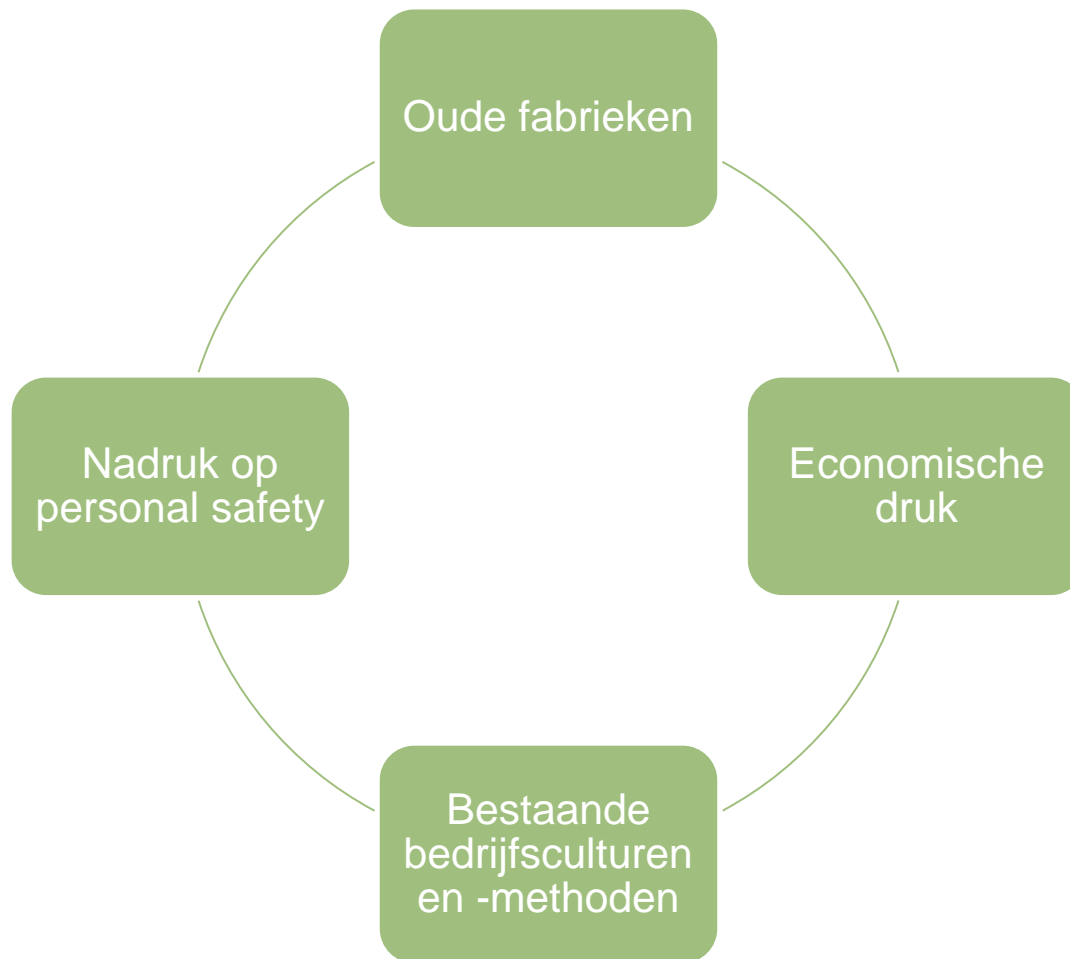 Oude fabrieken
Nadruk op
personal safety
Economische
druk
Bestaande
bedrijfsculturen
en -methoden